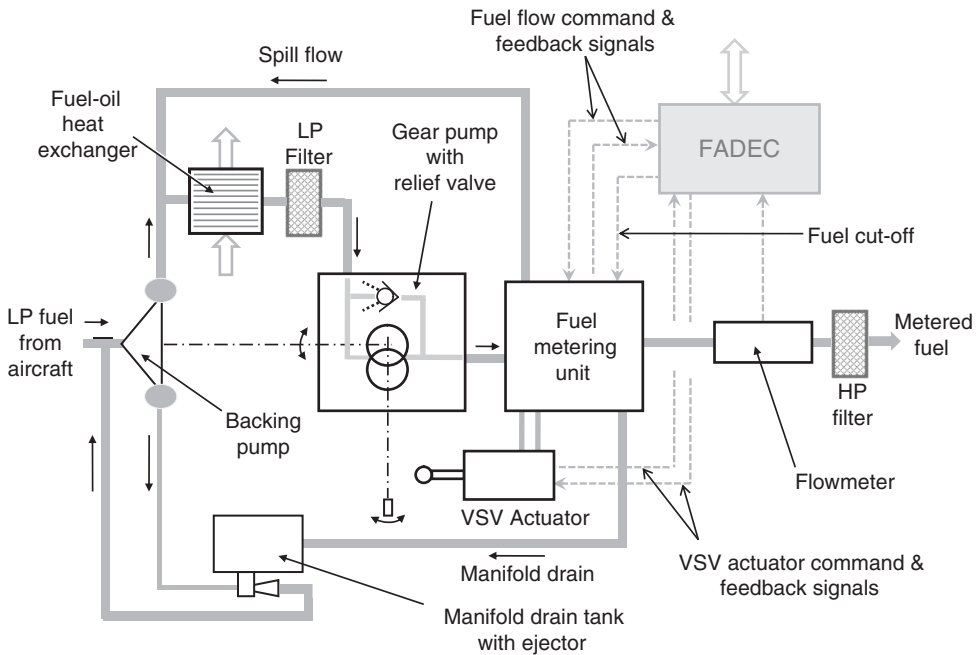 Fuel flow command &
feedback signals
Spill flow
Fuel-oil
heat
exchanger
LP
Filter
Gear pump
with
relief valve
FADEC
Fuel cut-off
LP fuel
from
aircraft
Fuel
metering
unit
Metered
fuel
HP
filter
Backing
pump
Flowmeter
VSV Actuator
Manifold drain
VSV actuator command &
feedback signals
Manifold drain tank
with ejector